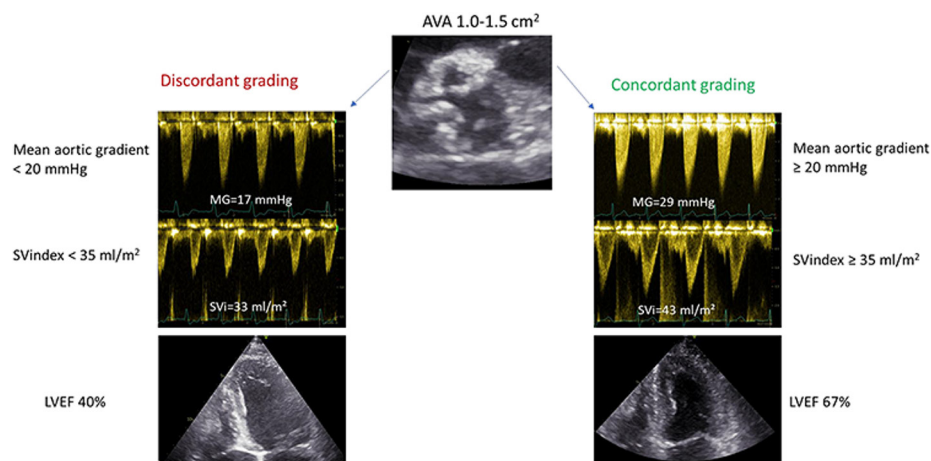 AVA 1.0-1.5 cm²
Discordant grading
Concordant grading
Mean aortic gradient
< 20 mmHg
MG=17 mmHg
MG=29 mmHg
Mean aortic gradient
≥ 20 mmHg
SVindex < 35 ml/m²
SVi=33 ml/m²
SVi=43 ml/m²
SVindex ≥ 35 ml/m²
LVEF 40%
LVEF 67%